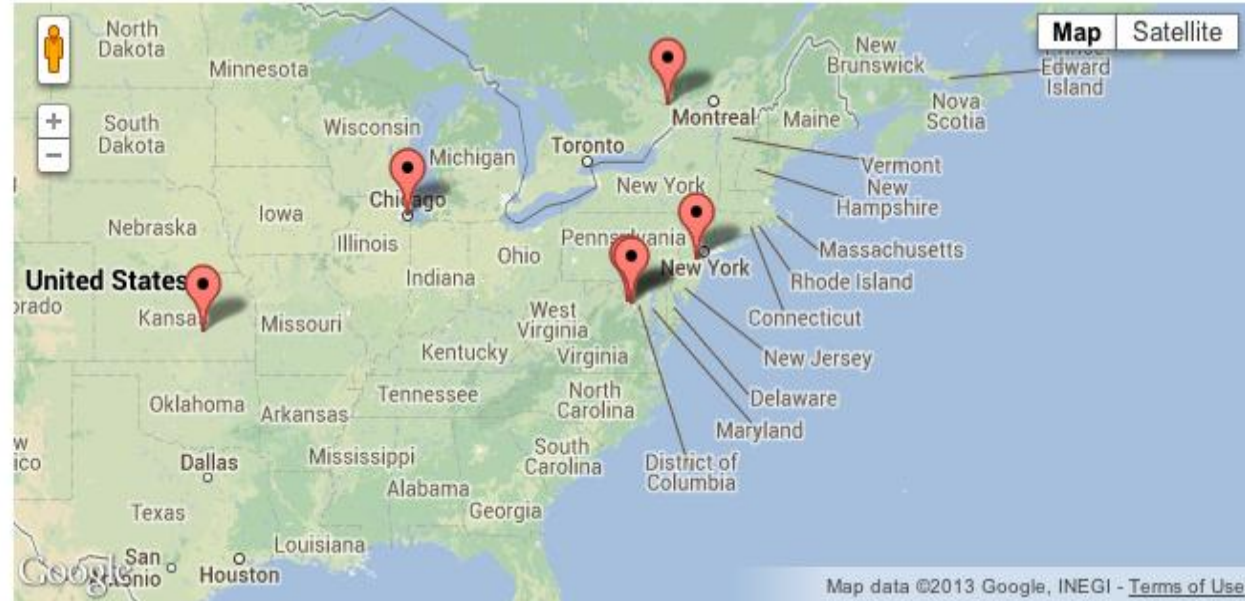 North
Dakota
Minnesota
Map
Satellite
New
Brunswick
Edward
Island
Nova
Scotia
South
Dakota
Wisconsin
Montreal
Maine
Toronto
Michigan
Vermont
New
Hampshire
New York
Chicago
Iowa
Nebraska
Illinois
Pennsylvania
Ohio
Massachusetts
New York
United States
Indiana
Rhode Island
orado
Kansas
Missouri
West
Virginia
Connecticut
Kentucky
Virginia
New Jersey
Tennessee
North
Carolina
Delaware
Oklahoma
Arkansas
Maryland
w
ico
Dallas
Mississippi
South
Carolina
District of
Columbia
Alabama
Texas
Georgia
Louisiana
San
Antonio
Houston
Google
Map data ©2013 Google, INEGI - Terms of Use